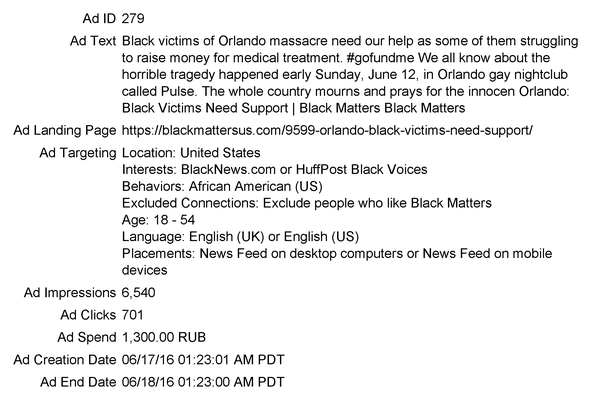 Ad ID 279
Ad Text Black victims of Orlando massacre need our help as some of them struggling
to raise money for medical treatment. #gofundme We all know about the
horrible tragedy happened early Sunday, June 12, in Orlando gay nightclub
called Pulse. The whole country mourns and prays for the innocen Orlando:
Black Victims Need Support | Black Matters Black Matters
Ad Landing Page https://blackmattersus.com/9599-orlando-black-victims-need-support/
Ad Targeting Location: United States
Interests: BlackNews.com or HuffPost Black Voices
Behaviors: African American (US)
Excluded Connections: Exclude people who like Black Matters
Age: 18 - 54
Language: English (UK) or English (US)
Placements: News Feed on desktop computers or News Feed on mobile
devices
Ad Impressions 6,540
Ad Clicks 701
Ad Spend 1,300.00 RUB
Ad Creation Date 06/17/16 01:23:01 AM PDT
Ad End Date 06/18/16 01:23:00 AM PDT